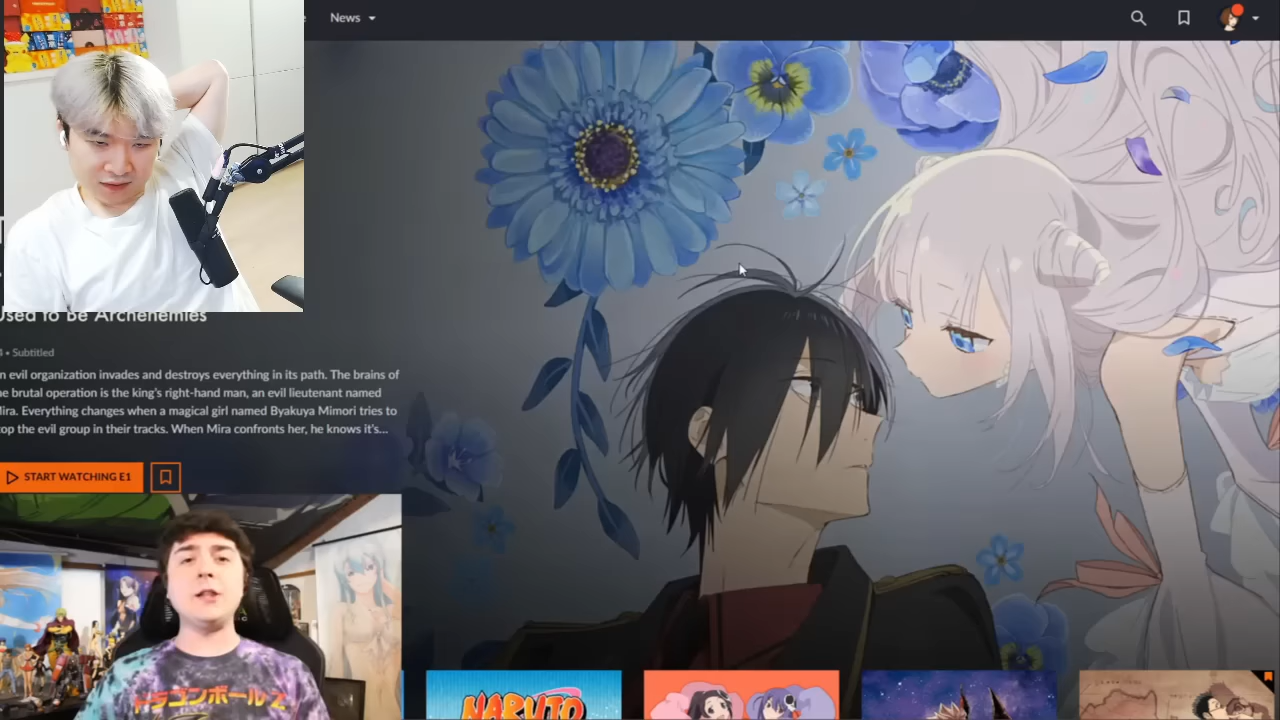 News
Used to Be Archenemies
4 • Subtitled
n evil organization invades and destroys everything in its path. The brains of
he brutal operation is the king's right-hand man, an evil lieutenant named
Mira. Everything changes when a magical girl named Byakuya Mimori tries to
top the evil group in their tracks. When Mira confronts her, he knows it's...
START WATCHING E1
ドラゴンボールZ
NARUTO